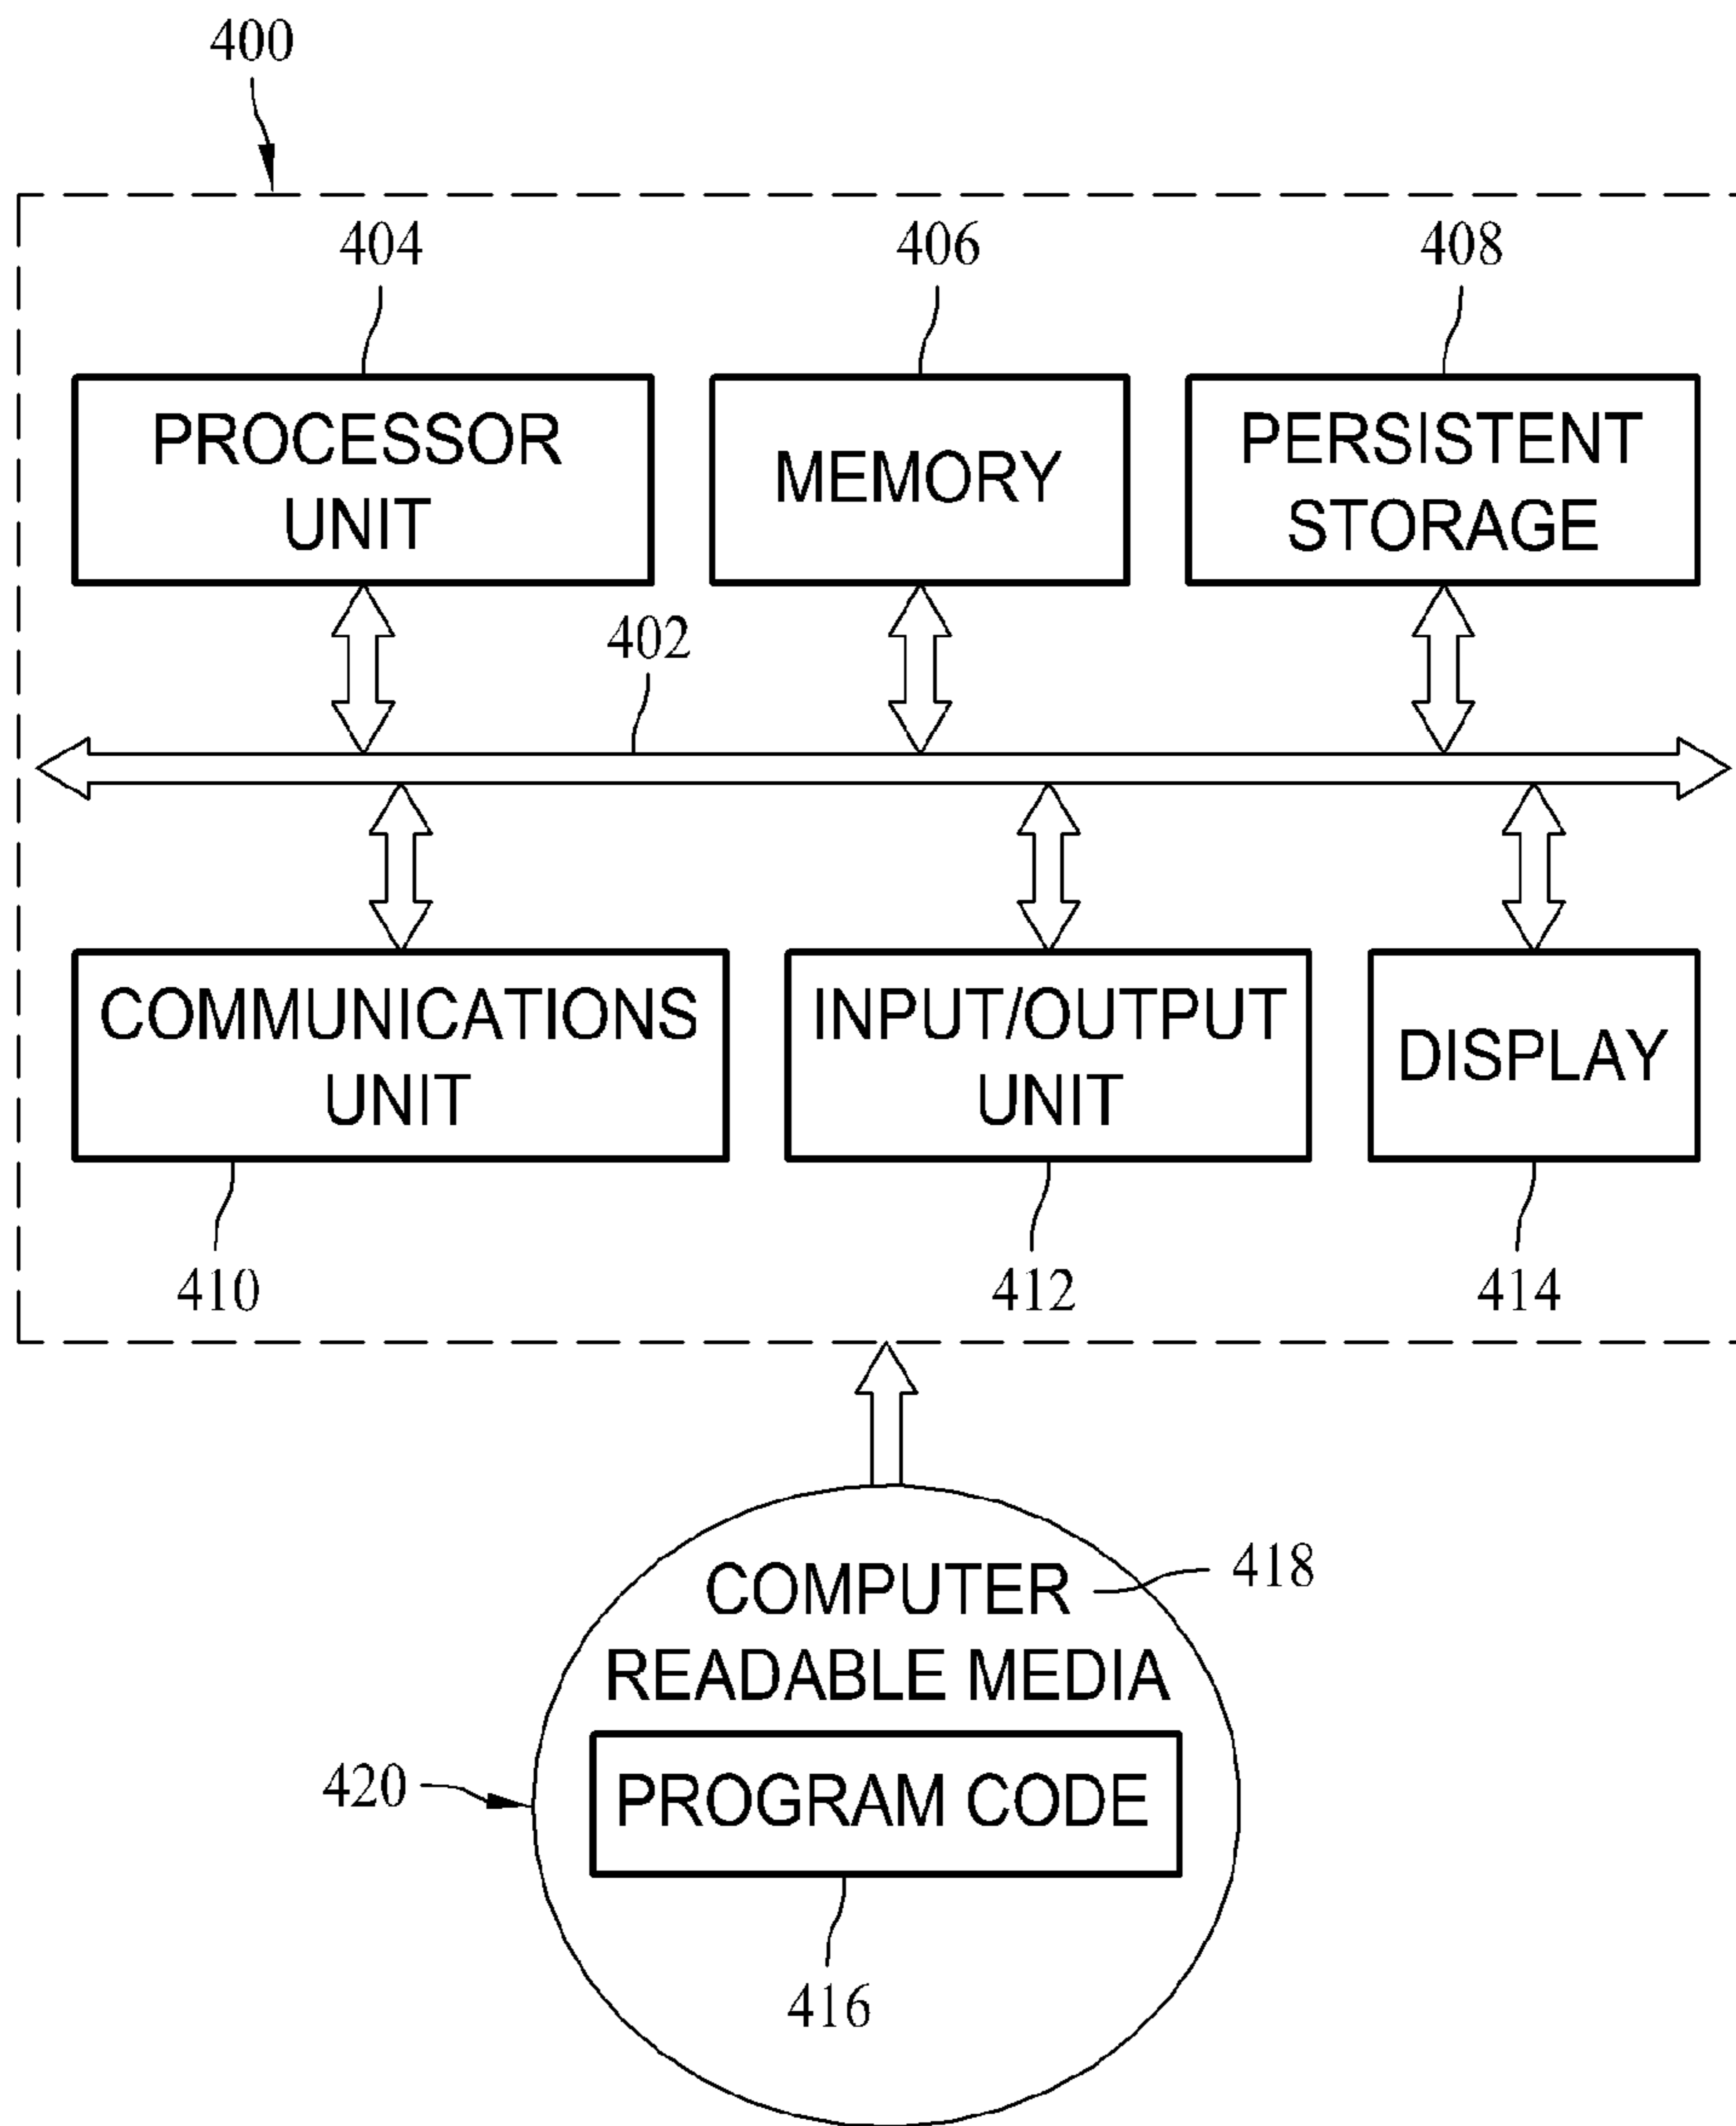 400
404
406
408
PROCESSOR
UNIT
MEMORY
PERSISTENT
STORAGE
402
COMMUNICATIONS
UNIT
INPUT/OUTPUT
UNIT
DISPLAY
410
412
414
COMPUTER
READABLE MEDIA
418
PROGRAM CODE
420
416